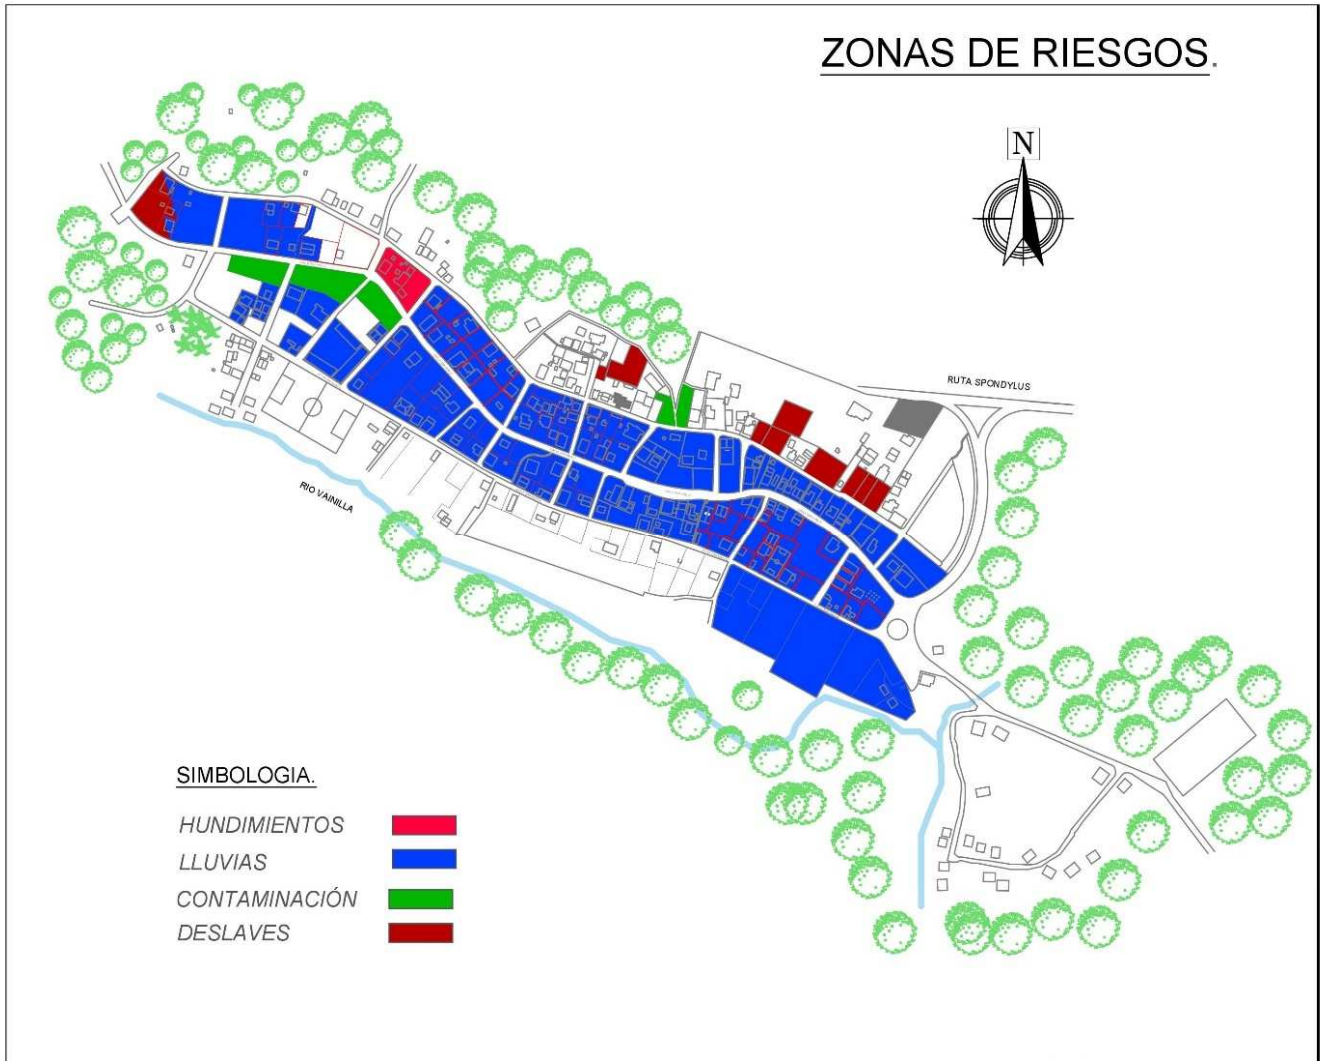 ZONAS DE RIESGOS.
N
RUTA SPONDYLUS
RIO VAINILLA
SIMBOLOGIA.
HUNDIMIENTOS
LLUVIAS
CONTAMINACIÓN
DESLAVES